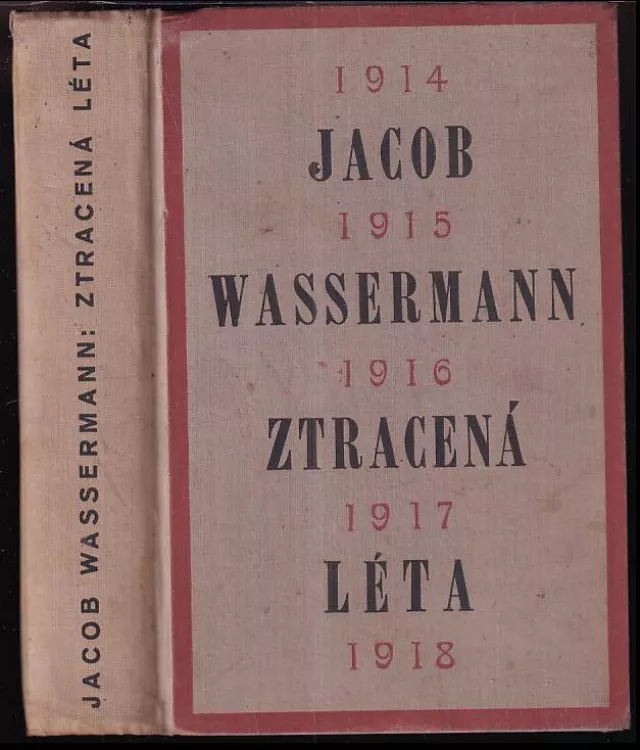 JACOB WASSERMANN: ZTRACENÁ LÉTA
1914
JACOB
1915
WASSERMANN
1916
ZTRACENÁ
1917
LÉTA
1918